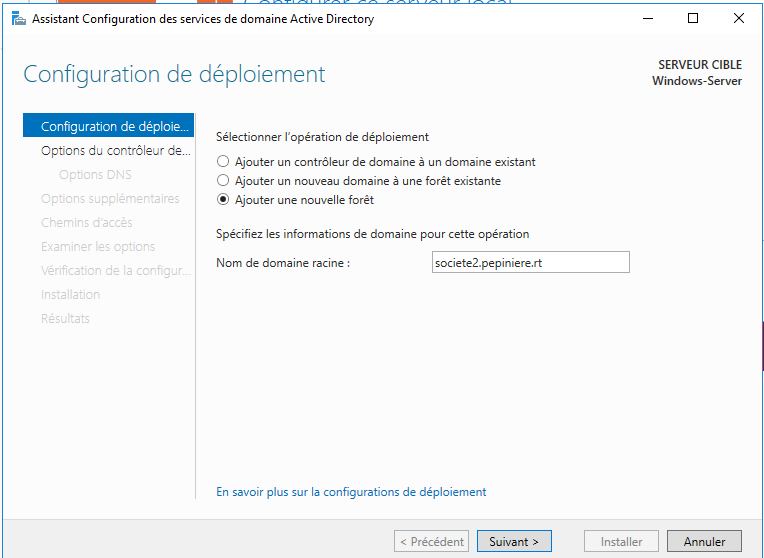 Configurer ce serveur local
Assistant Configuration des services de domaine Active Directory
Configuration de déploiement
SERVEUR CIBLE
Windows-Server
Configuration de déploie...
Options du contrôleur de...
Options DNS
Options supplémentaires
Chemins d'accès
Examiner les options
Vérification de la configur...
Installation
Résultats
Sélectionner l'opération de déploiement
Ajouter un contrôleur de domaine à un domaine existant
Ajouter un nouveau domaine à une forêt existante
Ajouter une nouvelle forêt
Spécifiez les informations de domaine pour cette opération
Nom de domaine racine : societe2.pepiniere.rt
En savoir plus sur la configurations de déploiement
< Précédent Suivant > Installer Annuler